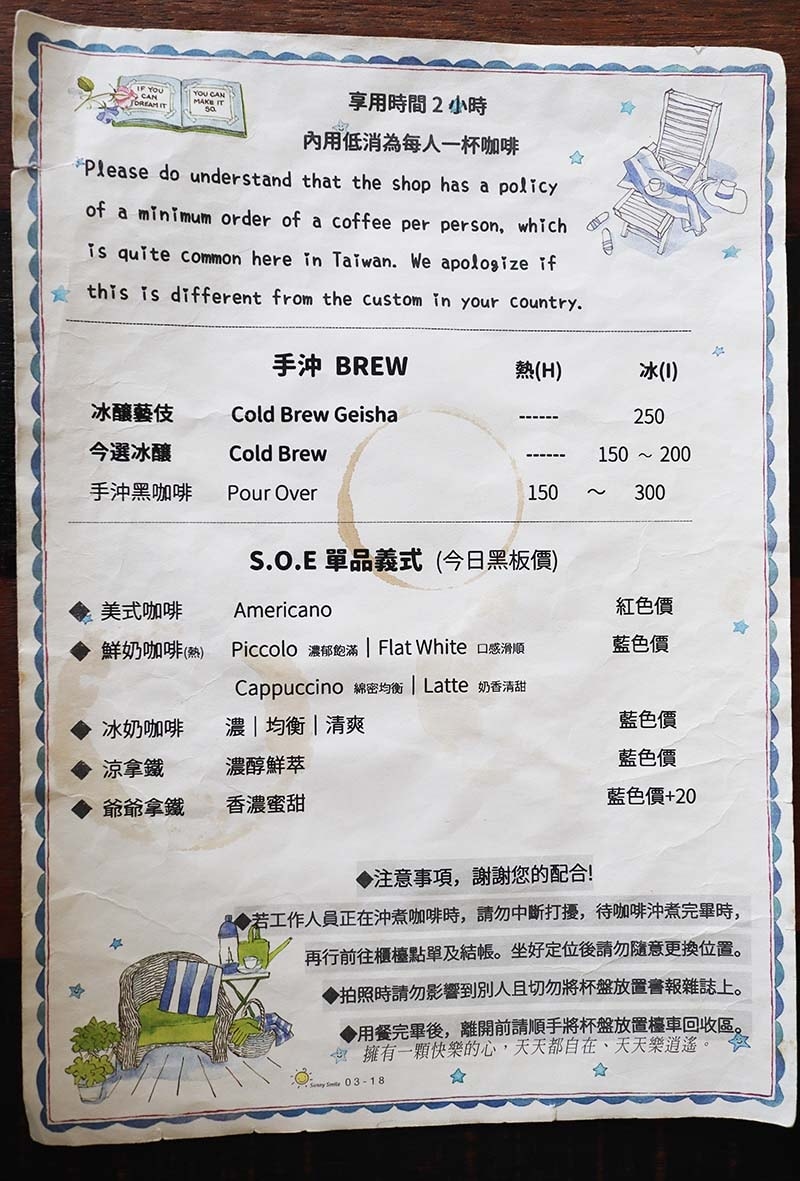 IF YOU
CAN
DREAM IT
YOU CAN
MAKE IT
SO.
享用時間 2 小時
內用低消為每人一杯咖啡
Please do understand that the shop has a policy
of a minimum order of a coffee per person, which
is quite common here in Taiwan. We apologize if
this is different from the custom in your country.
手沖 BREW 熱(H) 冰(I)
冰釀藝伎 Cold Brew Geisha ------ 250
今選冰釀 Cold Brew ------ 150 ～ 200
手沖黑咖啡 Pour Over 150 ～ 300
S.O.E 單品義式 (今日黑板價)
◆ 美式咖啡 Americano 紅色價
◆ 鮮奶咖啡(熱) Piccolo 濃郁飽滿 | Flat White 口感滑順 藍色價
Cappuccino 綿密均衡 | Latte 奶香清甜
◆ 冰奶咖啡 濃 | 均衡 | 清爽 藍色價
◆ 涼拿鐵 濃醇鮮萃 藍色價
◆ 爺爺拿鐵 香濃蜜甜 藍色價+20
◆注意事項，謝謝您的配合!
◆若工作人員正在沖煮咖啡時，請勿中斷打擾，待咖啡沖煮完畢時，
再行前往櫃檯點單及結帳。坐好定位後請勿隨意更換位置。
◆拍照時請勿影響到別人且切勿將杯盤放置書報雜誌上。
◆用餐完畢後，離開前請順手將杯盤放置檯車回收區。
擁有一顆快樂的心，天天都自在、天天樂逍遙。
Sunny Smile 03-18